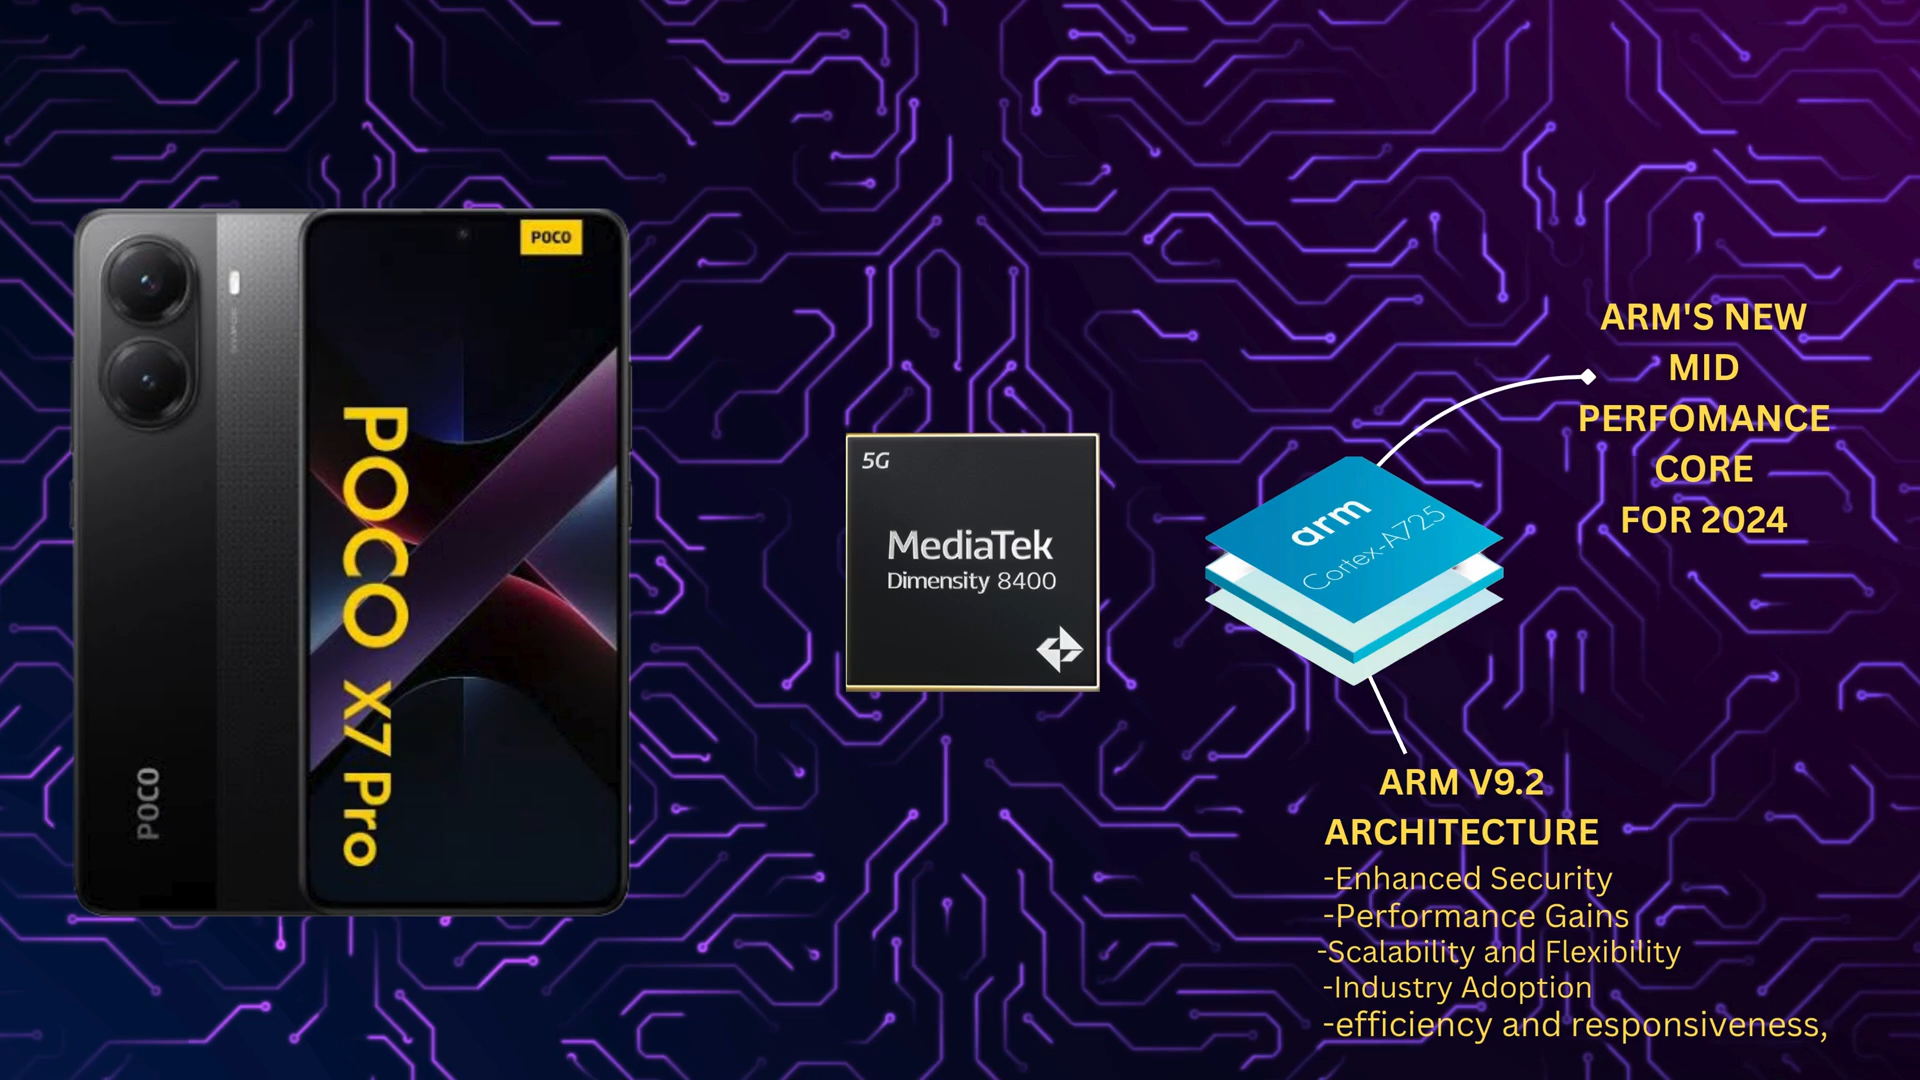 POCO
POCO
POCO X7 Pro
5G
MediaTek
Dimensity 8400
arm
Cortex-A725
ARM'S NEW
MID
PERFOMANCE
CORE
FOR 2024
ARM V9.2
ARCHITECTURE
-Enhanced Security
-Performance Gains
-Scalability and Flexibility
-Industry Adoption
-efficiency and responsiveness,